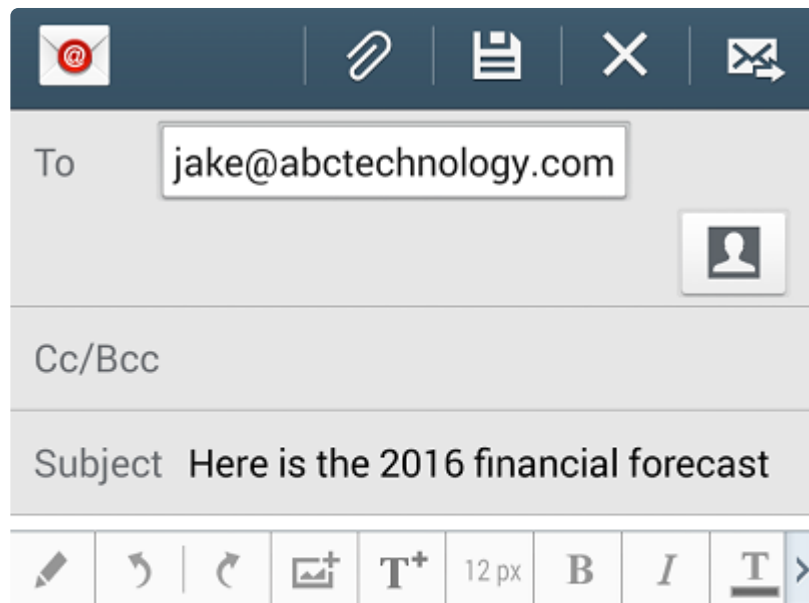 To jake@abctechnology.com
Cc/Bcc
Subject Here is the 2016 financial forecast
T+ 12 px B I T